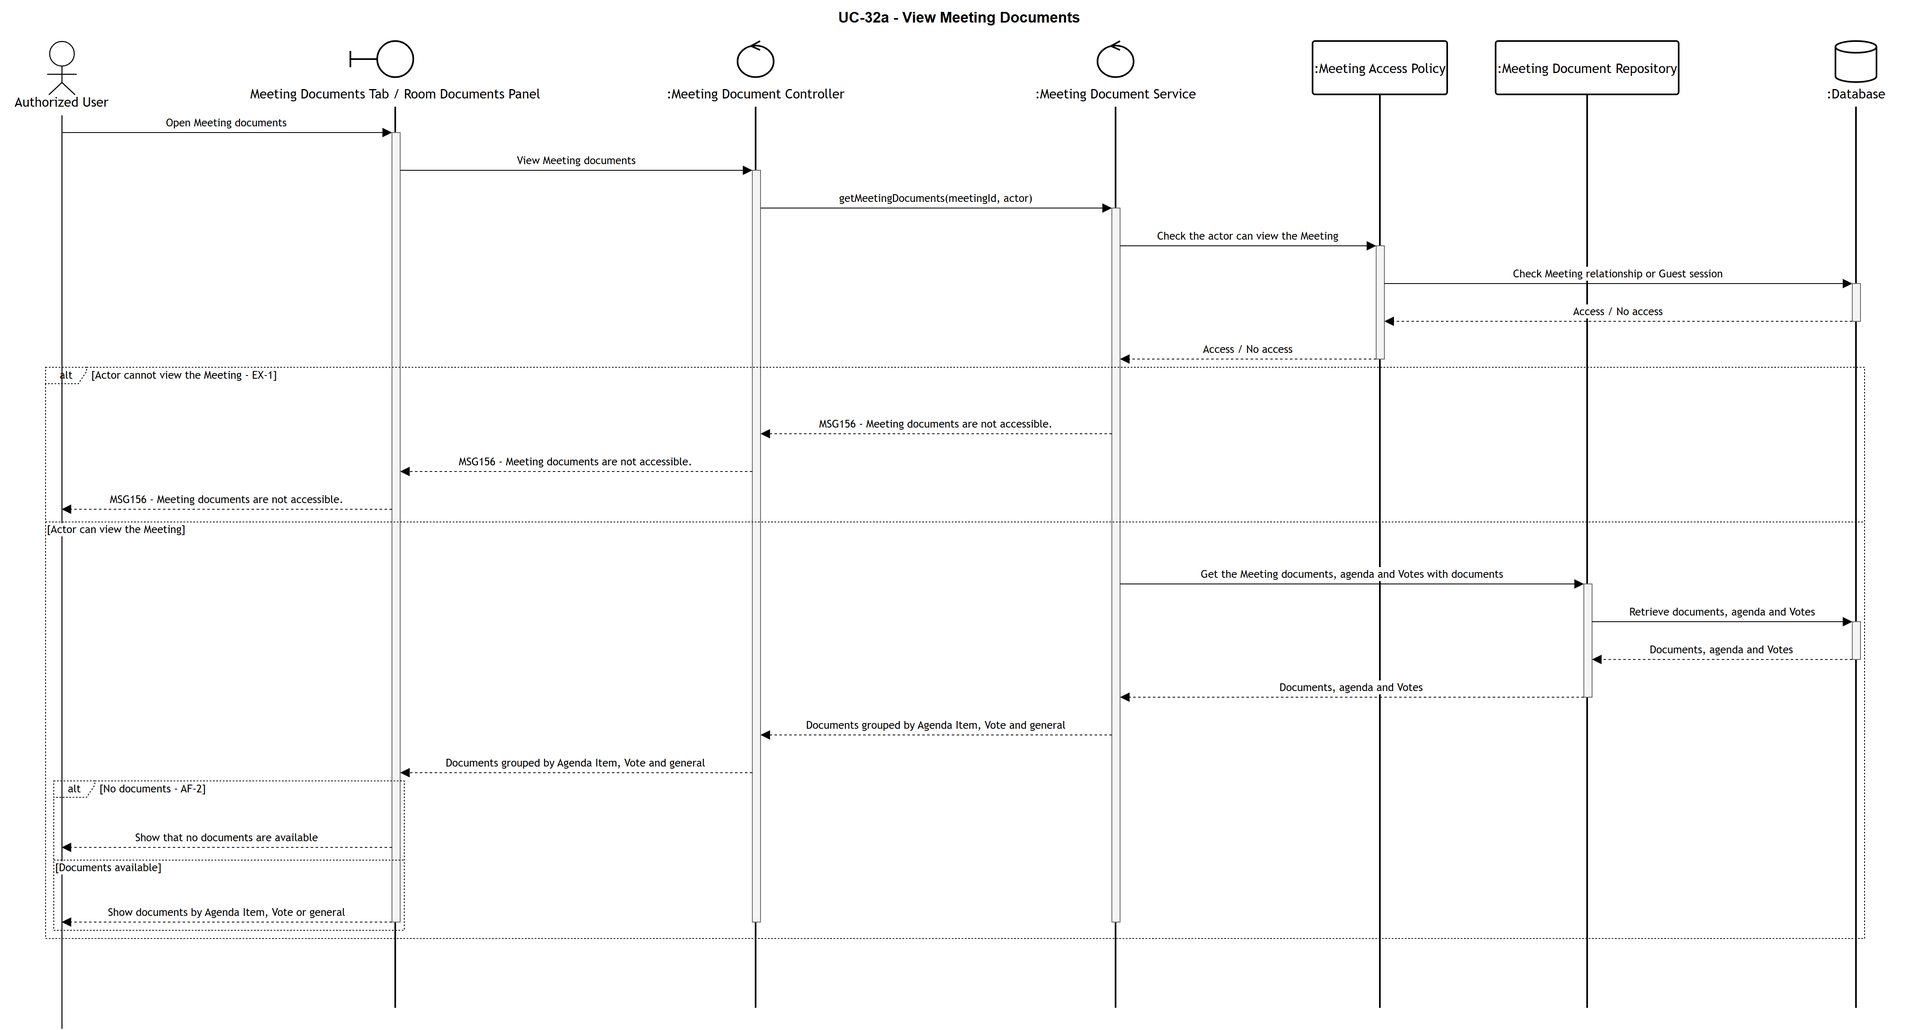 UC-32a - View Meeting Documents
Authorized User
Meeting Documents Tab / Room Documents Panel
:Meeting Document Controller
:Meeting Document Service
:Meeting Access Policy
:Meeting Document Repository
:Database
Open Meeting documents
View Meeting documents
getMeetingDocuments(meetingId, actor)
Check the actor can view the Meeting
Check Meeting relationship or Guest session
Access / No access
Access / No access
alt
[Actor cannot view the Meeting - EX-1]
MSG156 - Meeting documents are not accessible.
MSG156 - Meeting documents are not accessible.
MSG156 - Meeting documents are not accessible.
[Actor can view the Meeting]
Get the Meeting documents, agenda and Votes with documents
Retrieve documents, agenda and Votes
Documents, agenda and Votes
Documents, agenda and Votes
Documents grouped by Agenda Item, Vote and general
Documents grouped by Agenda Item, Vote and general
alt
[No documents - AF-2]
Show that no documents are available
[Documents available]
Show documents by Agenda Item, Vote or general